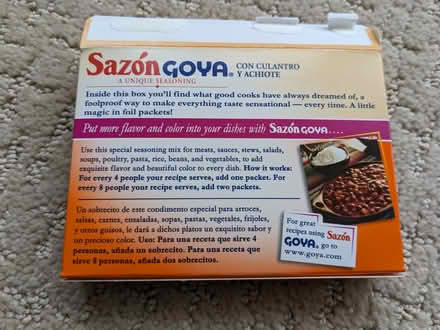 Sazón GOYA® CON CULANTRO
Y ACHIOTE
A UNIQUE SEASONING
Inside this box you'll find what good cooks have always dreamed of, a
foolproof way to make everything taste sensational — every time. A little
magic in foil packets!
Put more flavor and color into your dishes with Sazón GOYA....
Use this special seasoning mix for meats, sauces, stews, salads,
soups, poultry, pasta, rice, beans, and vegetables, to add
exquisite flavor and beautiful color to every dish. How it works:
For every 4 people your recipe serves, add one packet. For
every 8 people your recipe serves, add two packets.
Un sobrecito de este condimento especial para arroces,
salsas, carnes, ensaladas, sopas, pastas, vegetales, frijoles,
y otros guisos, le dará a dichos platos un exquisito sabor y
un precioso color. Uso: Para una receta que sirve 4
personas, añada un sobrecito. Para una receta que
sirve 8 personas, añada dos sobrecitos.
For great
recipes using Sazón
GOYA, go to
www.goya.com